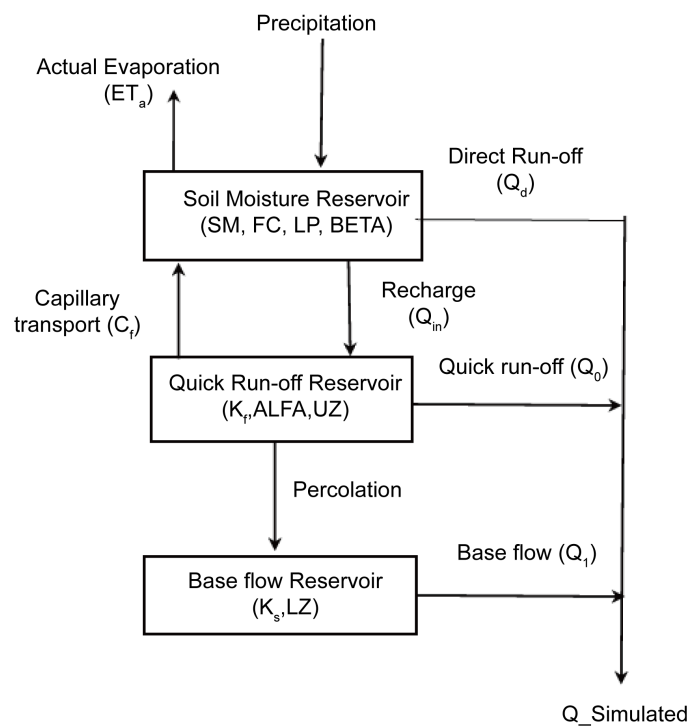 Precipitation
Actual Evaporation
(ETa)
Direct Run-off
(Qd)
Soil Moisture Reservoir
(SM, FC, LP, BETA)
Capillary
transport (Cf)
Recharge
(Qin)
Quick run-off (Q0)
Quick Run-off Reservoir
(Kf,ALFA,UZ)
Percolation
Base flow (Q1)
Base flow Reservoir
(Ks,LZ)
Q_Simulated